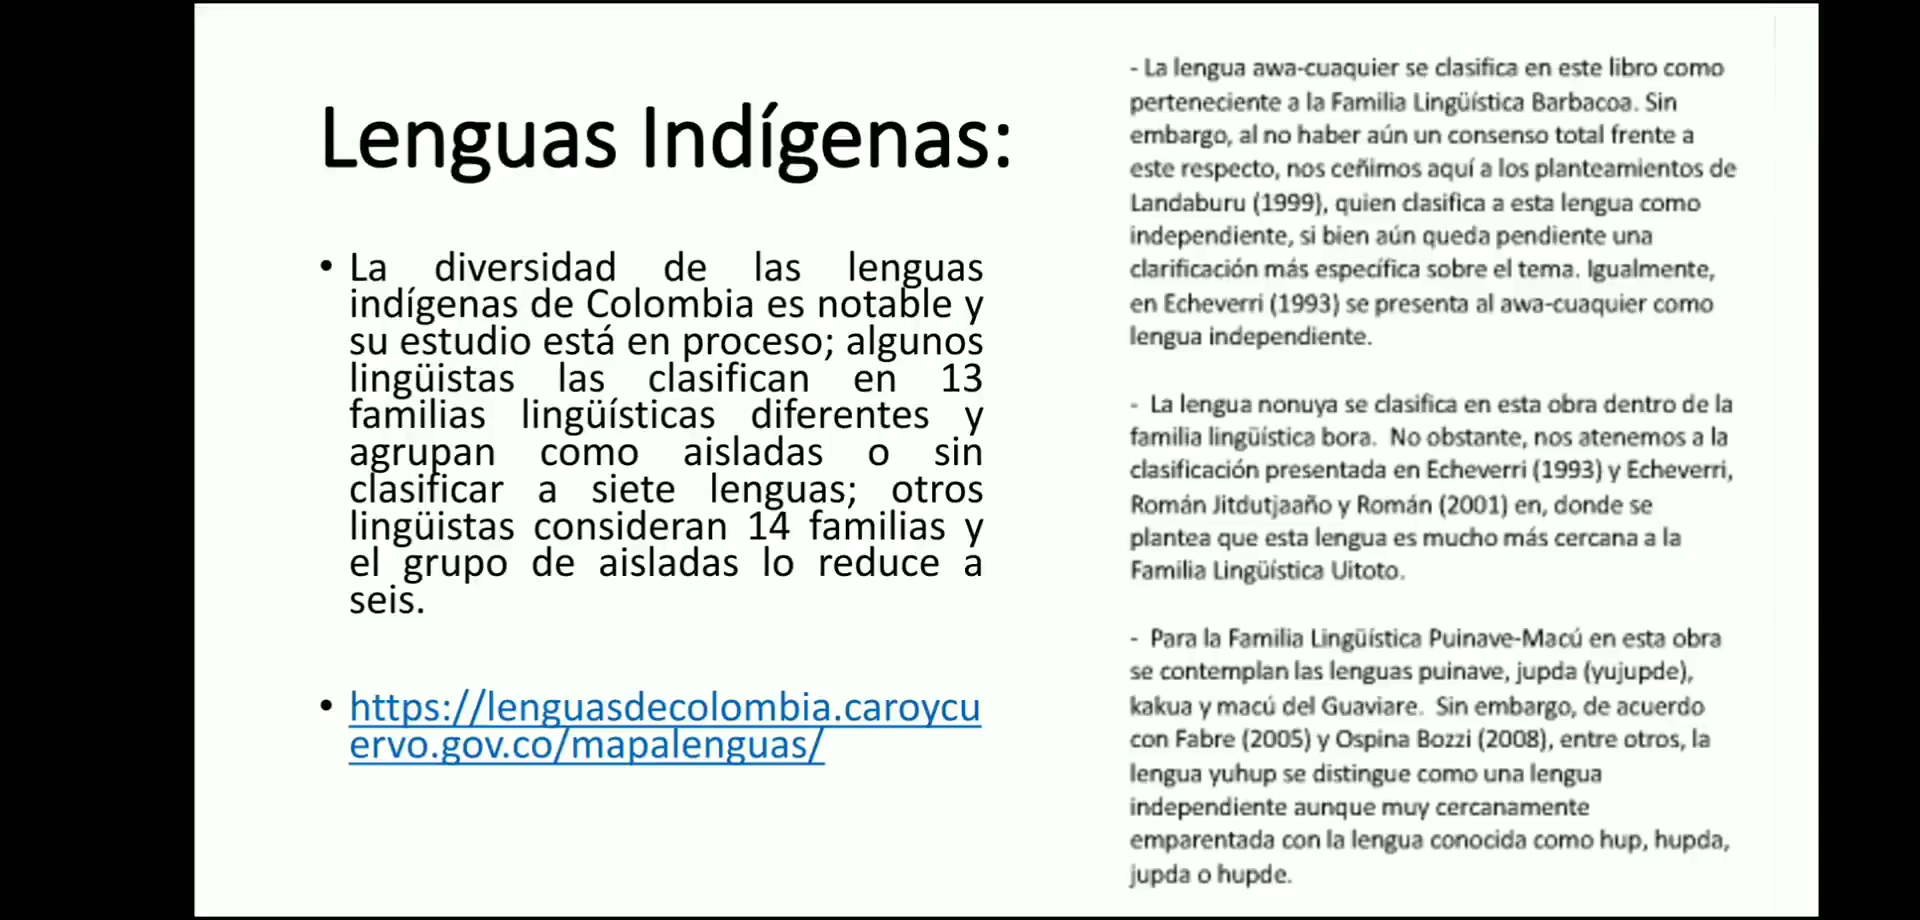 Lenguas Indígenas:
• La diversidad de las lenguas
indígenas de Colombia es notable y
su estudio está en proceso; algunos
lingüistas las clasifican en 13
familias lingüísticas diferentes y
agrupan como aisladas o sin
clasificar a siete lenguas; otros
lingüistas consideran 14 familias y
el grupo de aisladas lo reduce a
seis.
• https://lenguasdecolombia.caroycu
ervo.gov.co/mapalenguas/
- La lengua awa-cuaquier se clasifica en este libro como
perteneciente a la Familia Lingüística Barbacoa. Sin
embargo, al no haber aún un consenso total frente a
este respecto, nos ceñimos aquí a los planteamientos de
Landaburu (1999), quien clasifica a esta lengua como
independiente, si bien aún queda pendiente una
clarificación más específica sobre el tema. Igualmente,
en Echeverri (1993) se presenta al awa-cuaquier como
lengua independiente.
- La lengua nonuya se clasifica en esta obra dentro de la
familia lingüística bora. No obstante, nos atenemos a la
clasificación presentada en Echeverri (1993) y Echeverri,
Román Jitdutjaaño y Román (2001) en, donde se
plantea que esta lengua es mucho más cercana a la
Familia Lingüística Uitoto.
- Para la Familia Lingüística Puinave-Macú en esta obra
se contemplan las lenguas puinave, jupda (yujupde),
kakua y macú del Guaviare. Sin embargo, de acuerdo
con Fabre (2005) y Ospina Bozzi (2008), entre otros, la
lengua yuhup se distingue como una lengua
independiente aunque muy cercanamente
emparentada con la lengua conocida como hup, hupda,
jupda o hupde.